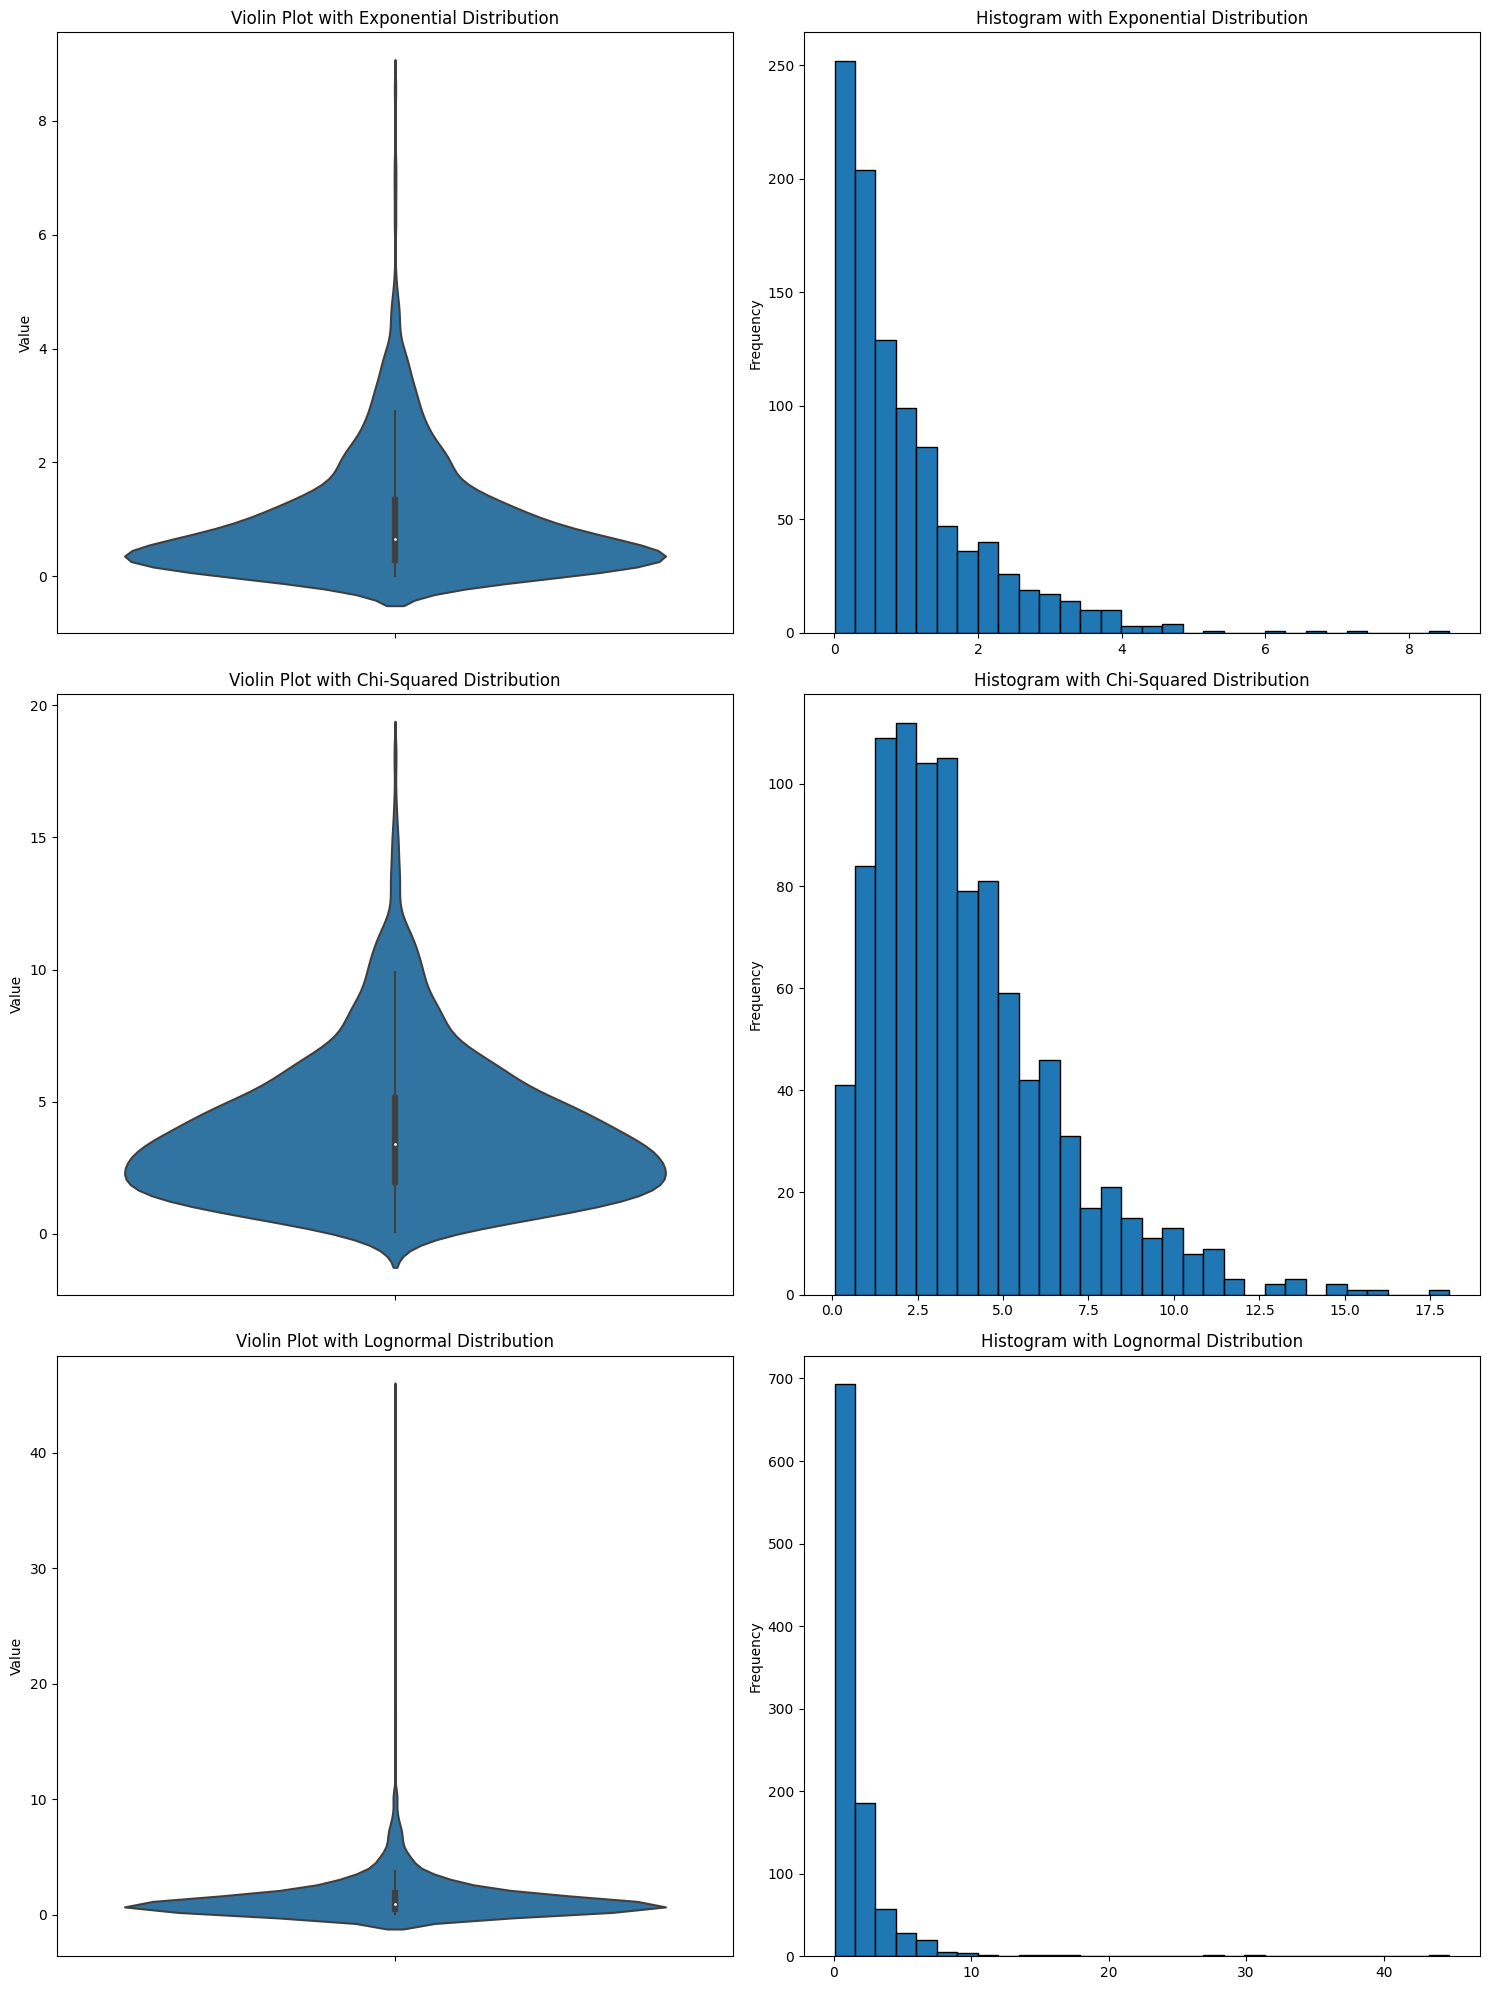 Violin Plot with Exponential Distribution
Value
8
6
4
2
0
Histogram with Exponential Distribution
Frequency
250
200
150
100
50
0
0 2 4 6 8
Violin Plot with Chi-Squared Distribution
Value
20
15
10
5
0
Histogram with Chi-Squared Distribution
Frequency
100
80
60
40
20
0
0.0 2.5 5.0 7.5 10.0 12.5 15.0 17.5
Violin Plot with Lognormal Distribution
Value
40
30
20
10
0
Histogram with Lognormal Distribution
Frequency
700
600
500
400
300
200
100
0
0 10 20 30 40